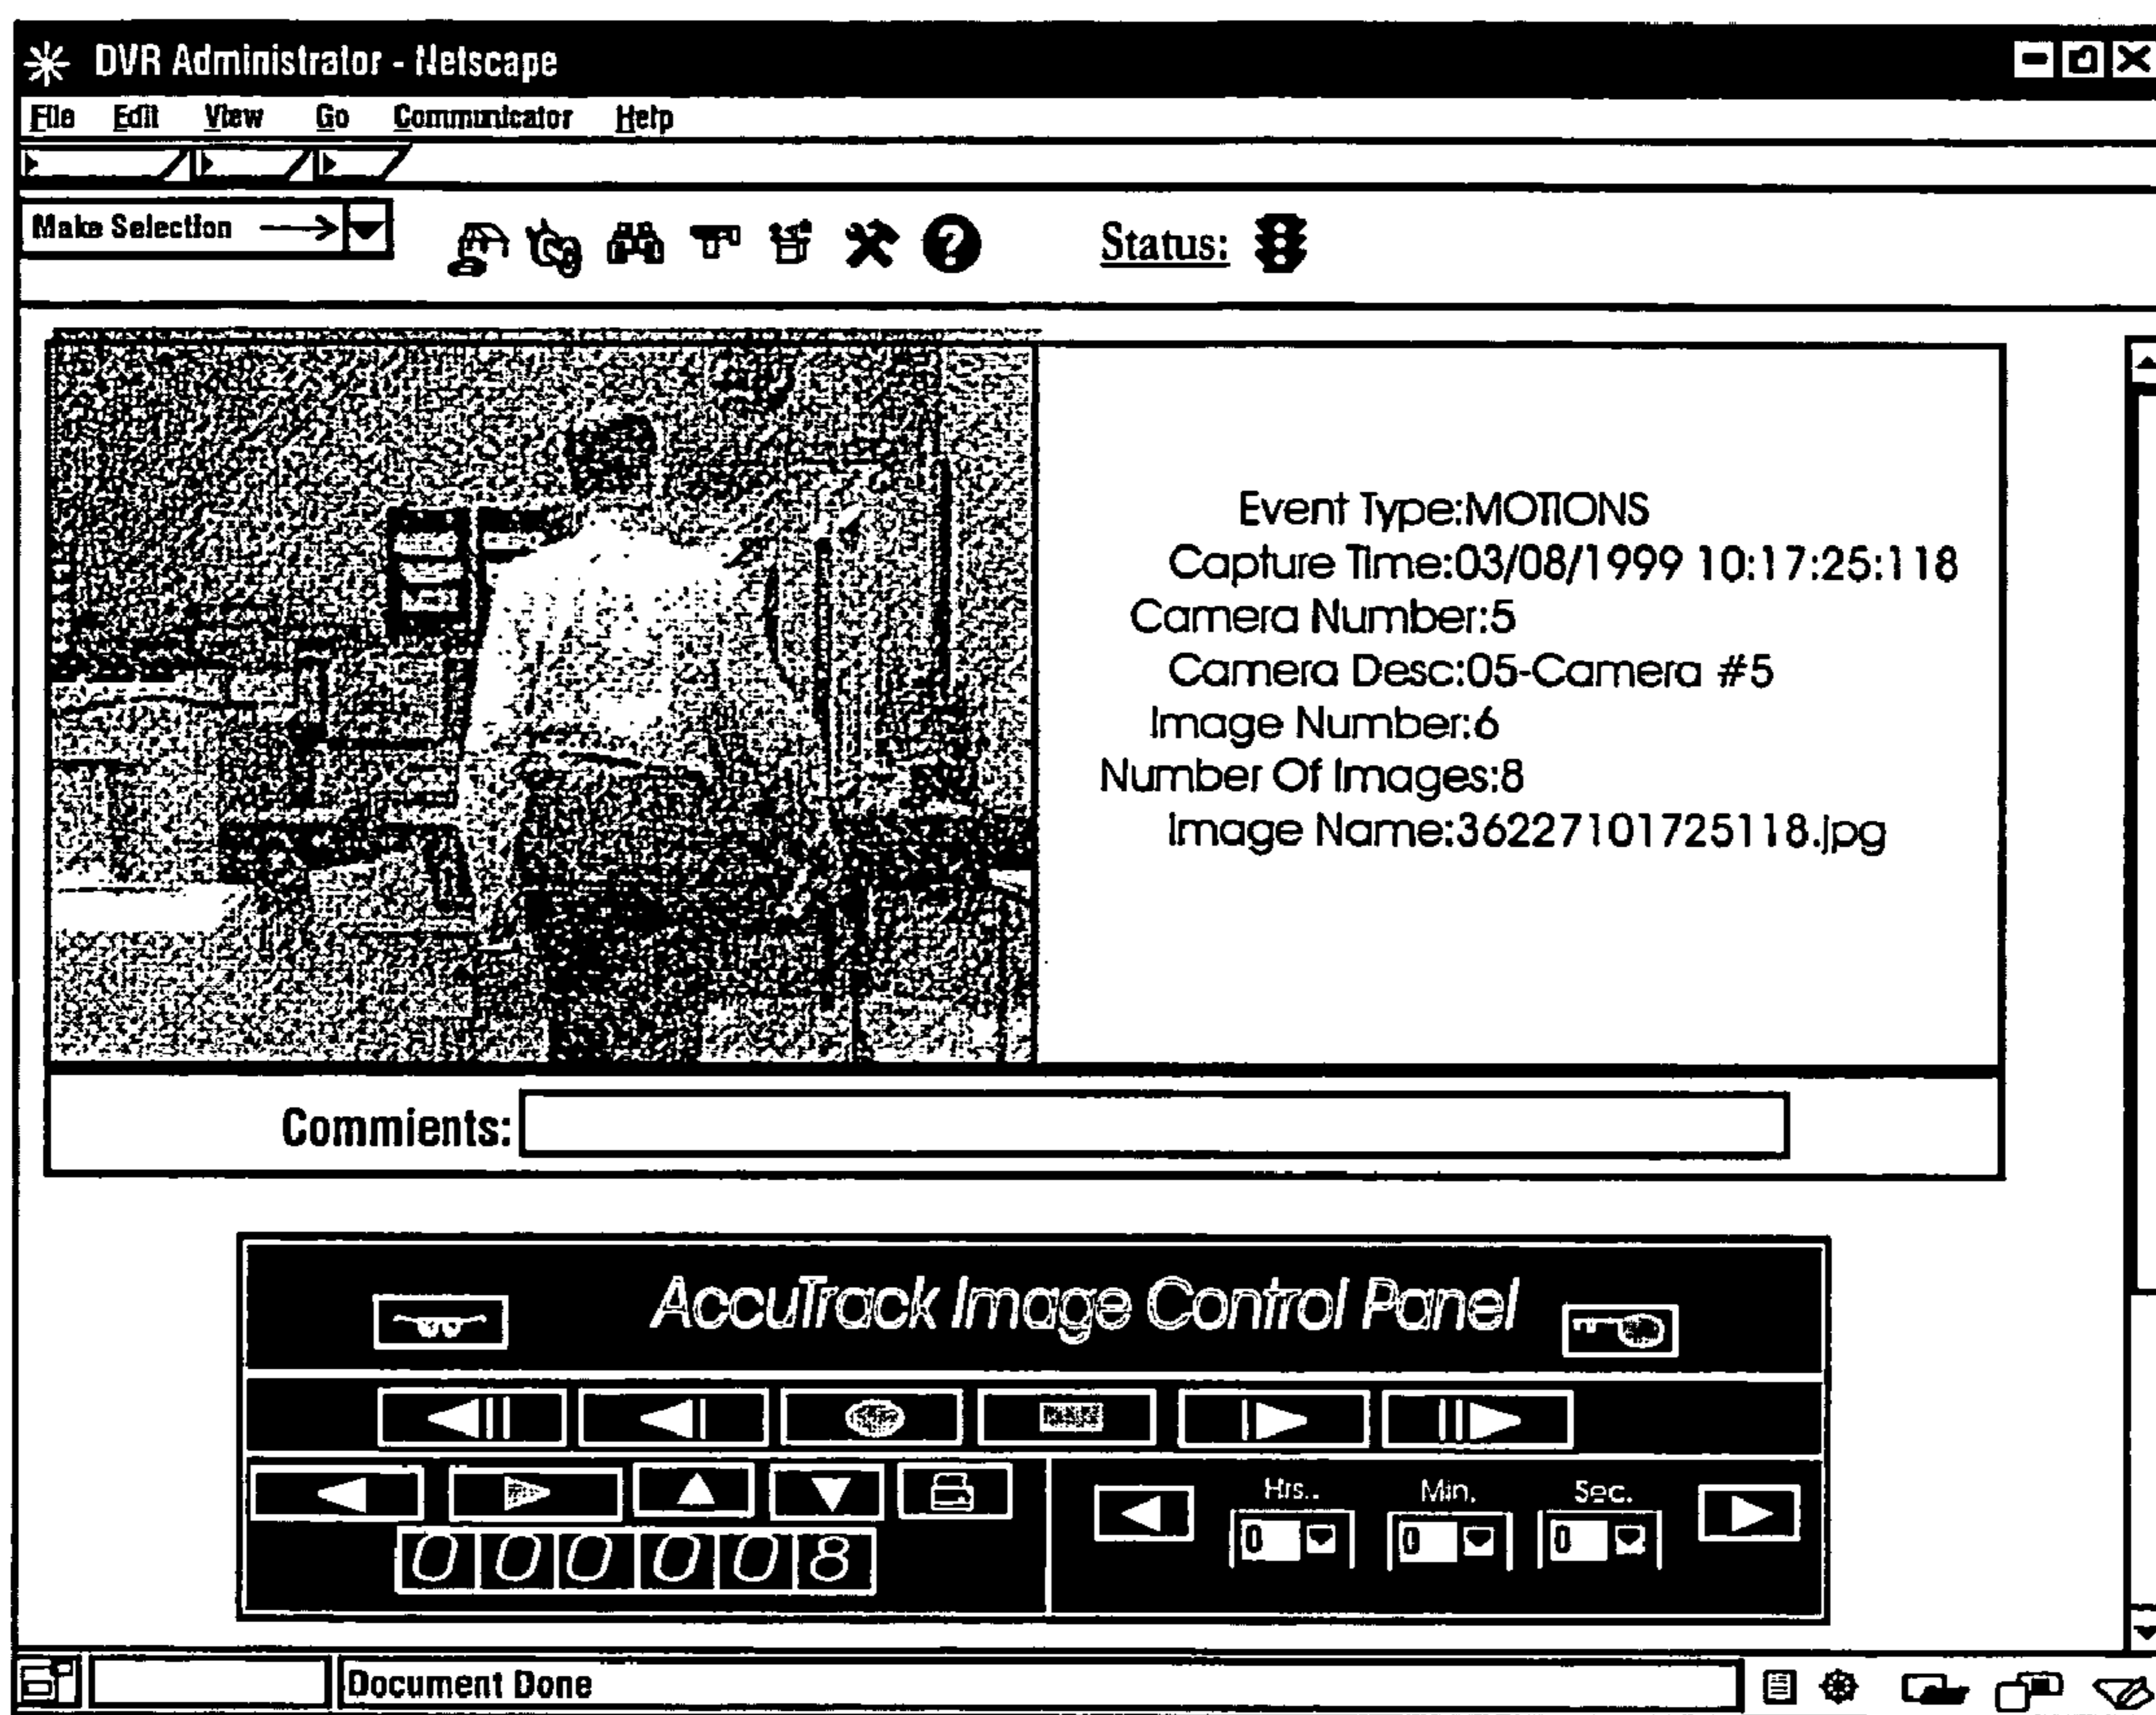 DVR Administrator - Netscape
File Edit View Go Communicator Help
Make Selection
? Status:
Event Type:MOTIONS
Capture Time:03/08/1999 10:17:25:118
Camera Number:5
Camera Desc:05-Camera #5
Image Number:6
Number Of Images:8
Image Name:36227101725118.jpg
Commients:
AccuTrack Image Control Panel
Hrs.. Min. Sec.
0 0 0
000008
Document Done